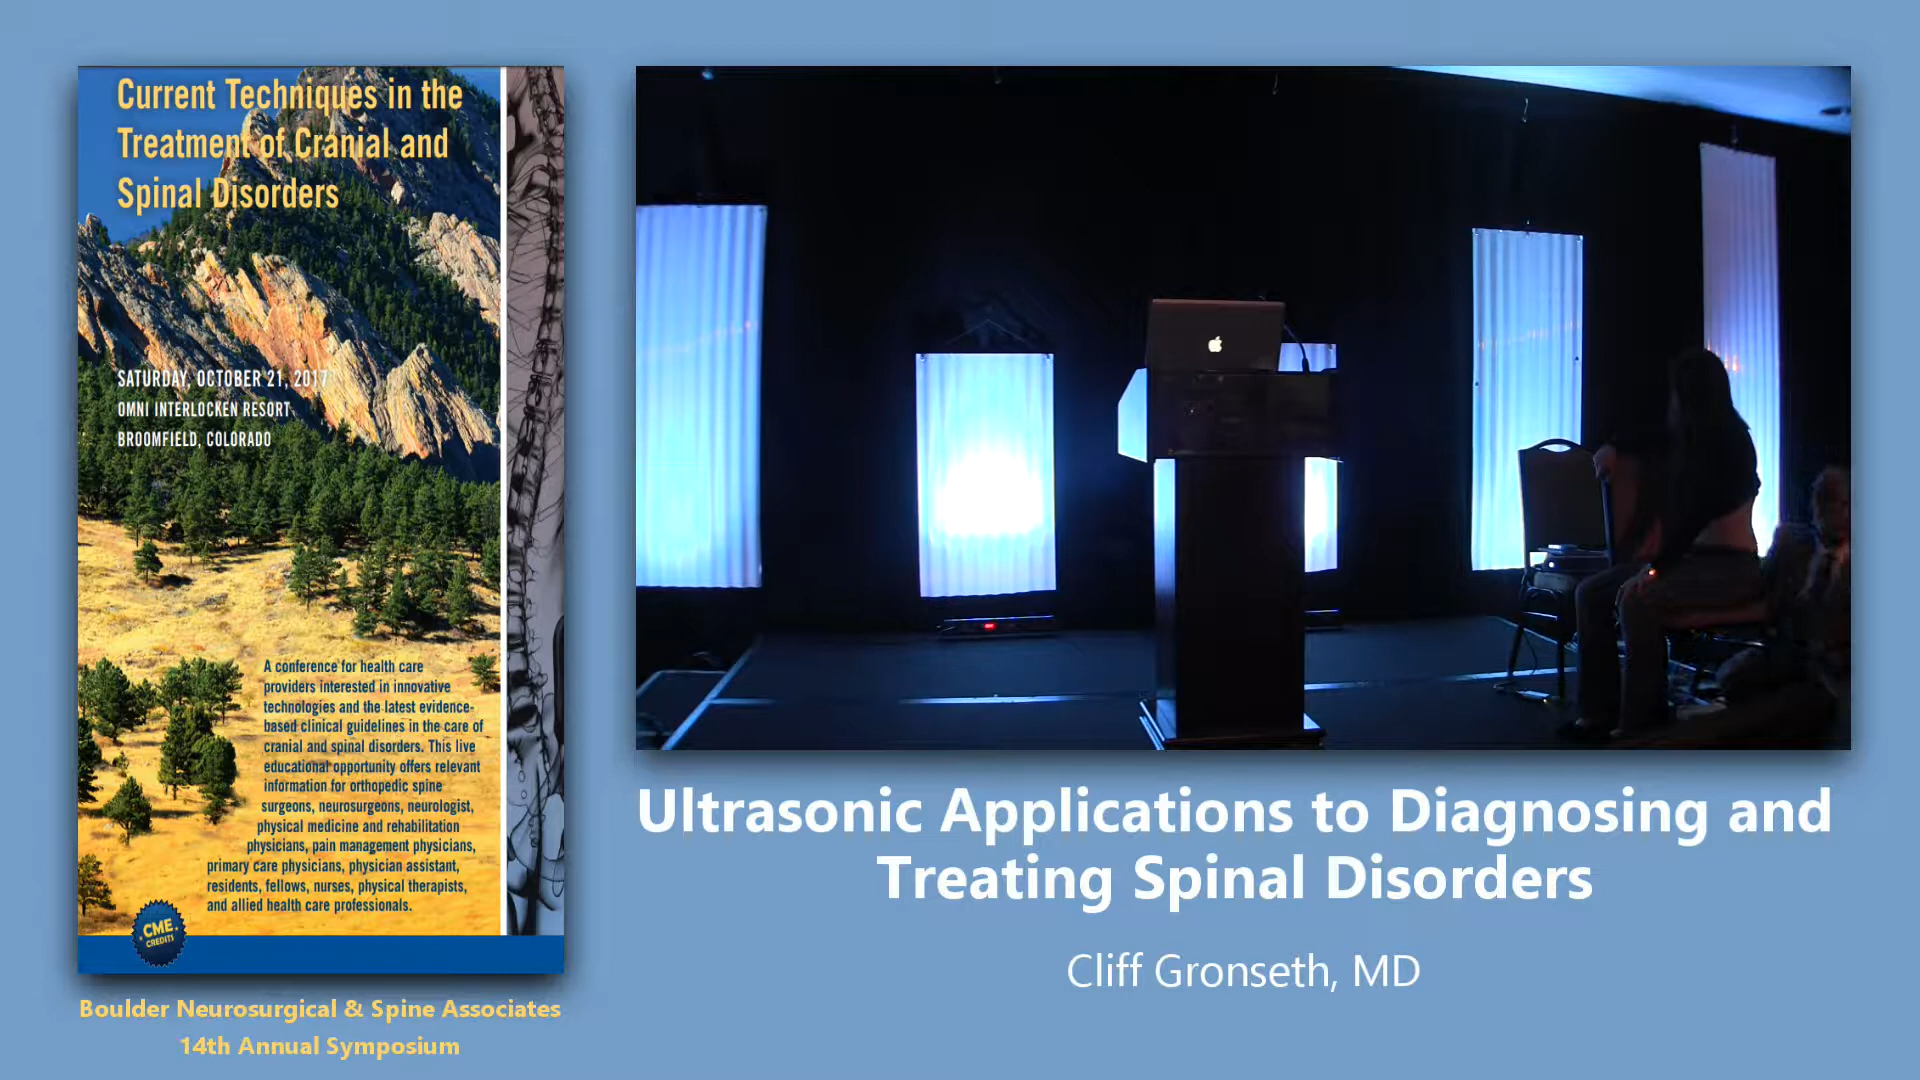 Current Techniques in the
Treatment of Cranial and
Spinal Disorders
SATURDAY, OCTOBER 21, 2017
OMNI INTERLOCKEN RESORT
BROOMFIELD, COLORADO
A conference for health care
providers interested in innovative
technologies and the latest evidence-
based clinical guidelines in the care of
cranial and spinal disorders. This live
educational opportunity offers relevant
information for orthopedic spine
surgeons, neurosurgeons, neurologist,
physical medicine and rehabilitation
physicians, pain management physicians,
primary care physicians, physician assistant,
residents, fellows, nurses, physical therapists,
and allied health care professionals.
CME
CREDITS
Boulder Neurosurgical & Spine Associates
14th Annual Symposium
Ultrasonic Applications to Diagnosing and
Treating Spinal Disorders
Cliff Gronseth, MD